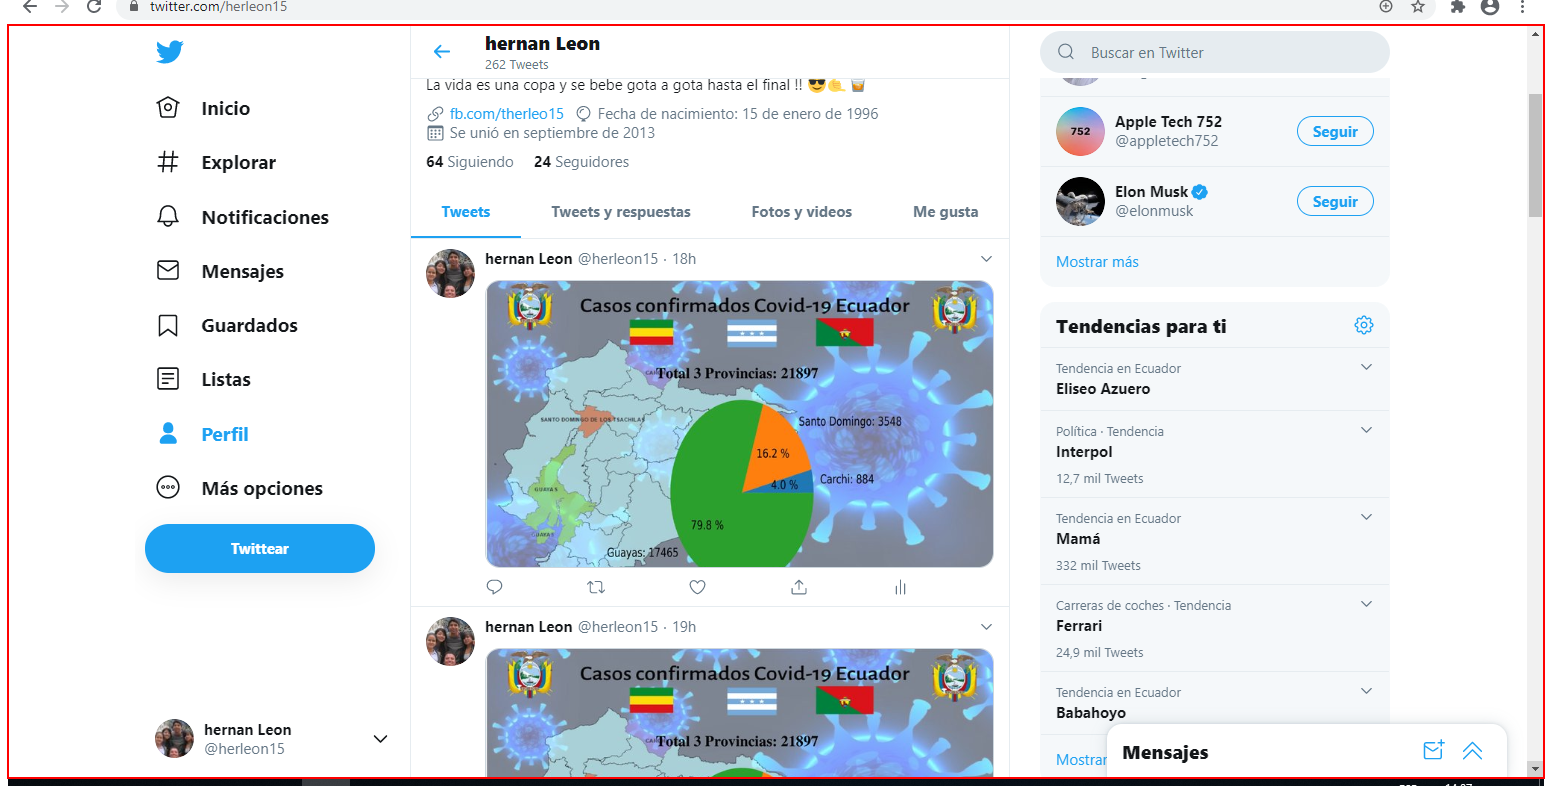 twitter.com/herleon15
Inicio
Explorar
Notificaciones
Mensajes
Guardados
Listas
Perfil
Más opciones
Twittear
hernan Leon
@herleon15
hernan Leon
262 Tweets
La vida es una copa y se bebe gota a gota hasta el final !! 😎🤙🥃
fb.com/therleo15 Fecha de nacimiento: 15 de enero de 1996
Se unió en septiembre de 2013
64 Siguiendo 24 Seguidores
Tweets Tweets y respuestas Fotos y videos Me gusta
hernan Leon @herleon15 · 18h
Casos confirmados Covid-19 Ecuador
Total 3 Provincias: 21897
SANTO DOMINGO DE LOS TSACHILAS
Santo Domingo: 3548
16.2 %
Carchi: 884
4.0 %
GUAYAS
79.8 %
GUAYAS
Guayas: 17465
hernan Leon @herleon15 · 19h
Casos confirmados Covid-19 Ecuador
Total 3 Provincias: 21897
Buscar en Twitter
752
Apple Tech 752
@appletech752
Seguir
Elon Musk
@elonmusk
Seguir
Mostrar más
Tendencias para ti
Tendencia en Ecuador
Eliseo Azuero
Política · Tendencia
Interpol
12,7 mil Tweets
Tendencia en Ecuador
Mamá
332 mil Tweets
Carreras de coches · Tendencia
Ferrari
24,9 mil Tweets
Tendencia en Ecuador
Babahoyo
Mostrar
Mensajes